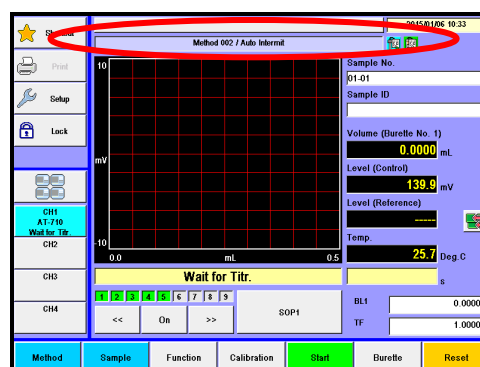 2015/01/06 10:33
Method 002 / Auto Intermit
Print
Setup
Lock
CH1
AT-710
Wait for Titr.
CH2
CH3
CH4
10
mV
-10
0.0
mL
0.5
Wait for Titr.
1 2 3 4 5 6 7 8 9
<<
On
>>
SOP1
Sample No.
01-01
Sample ID
Volume (Burette No. 1)
0.0000 mL
Level (Control)
139.9 mV
Level (Reference)
----- 
Temp.
25.7 Deg.C
s
BL1
0.0000
TF
1.0000
Method
Sample
Function
Calibration
Start
Burette
Reset